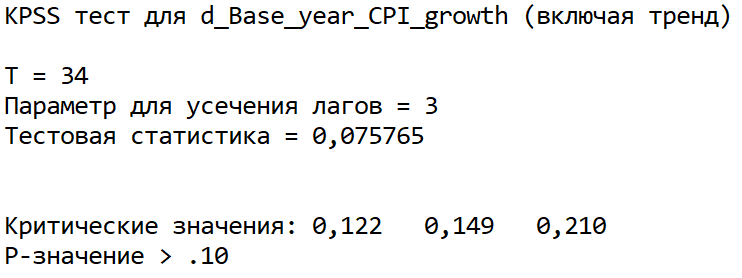 KPSS тест для d_Base_year_CPI_growth (включая тренд)
T = 34
Параметр для усечения лагов = 3
Тестовая статистика = 0,075765
Критические значения: 0,122 0,149 0,210
P-значение > .10